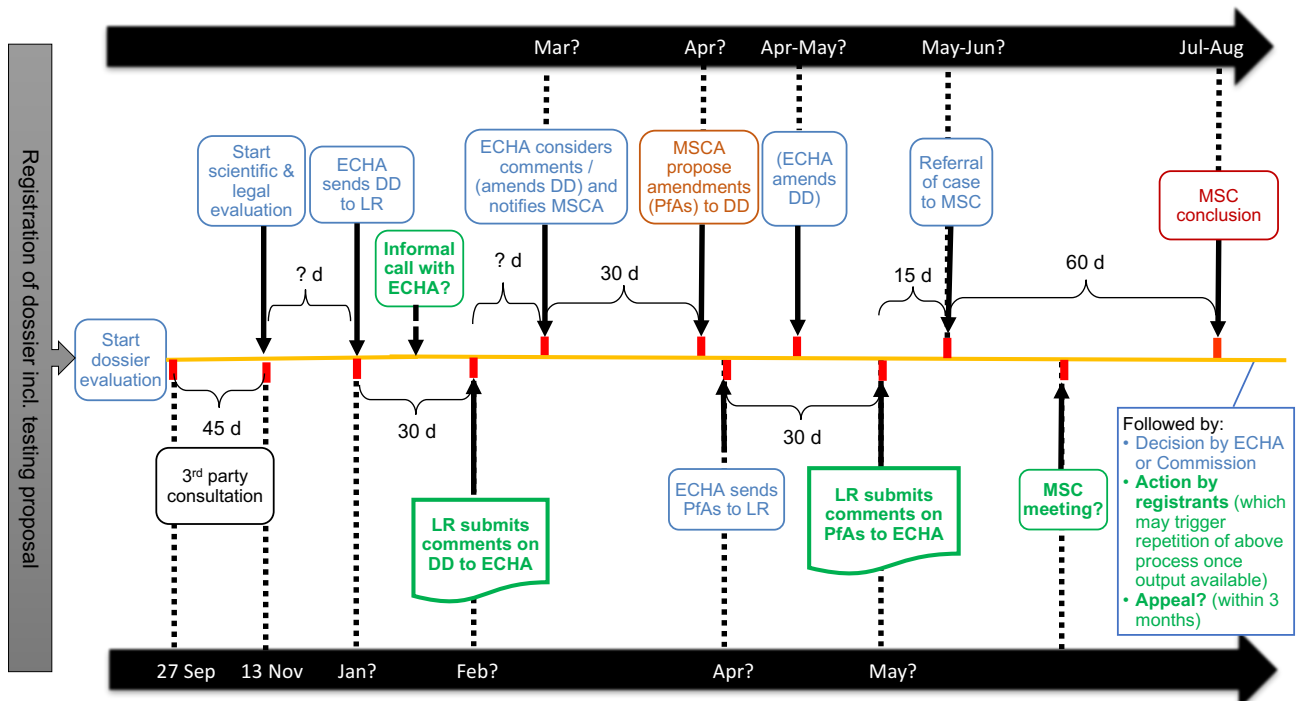 Registration of dossier incl. testing proposal
Mar?
Apr?
Apr-May?
May-Jun?
Jul-Aug
Start
scientific &
legal evaluation
ECHA
sends DD
to LR
ECHA considers
comments /
(amends DD) and
notifies MSCA
MSCA
propose
amendments
(PfAs) to DD
(ECHA
amends
DD)
Referral
of case
to MSC
MSC
conclusion
Informal
call with
ECHA?
? d
? d
30 d
15 d
60 d
Start
dossier
evaluation
45 d
30 d
30 d
3rd party
consultation
LR submits
comments on
DD to ECHA
ECHA sends
PfAs to LR
LR submits
comments on
PfAs to ECHA
MSC
meeting?
Followed by:
• Decision by ECHA
or Commission
• Action by
registrants (which
may trigger
repetition of above
process once
output available)
• Appeal? (within 3
months)
27 Sep
13 Nov
Jan?
Feb?
Apr?
May?